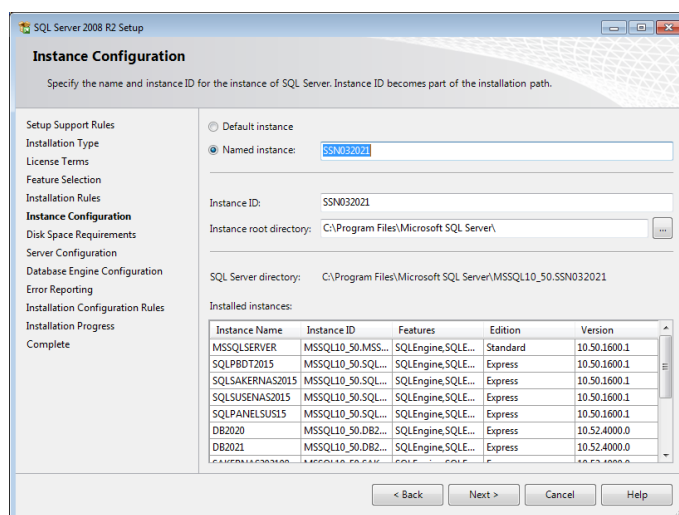 SQL Server 2008 R2 Setup
Instance Configuration
Specify the name and instance ID for the instance of SQL Server. Instance ID becomes part of the installation path.
Setup Support Rules
Installation Type
License Terms
Feature Selection
Installation Rules
Instance Configuration
Disk Space Requirements
Server Configuration
Database Engine Configuration
Error Reporting
Installation Configuration Rules
Installation Progress
Complete
Default instance
Named instance: SSN032021
Instance ID: SSN032021
Instance root directory: C:\Program Files\Microsoft SQL Server\ ...
SQL Server directory: C:\Program Files\Microsoft SQL Server\MSSQL10_50.SSN032021
Installed instances:
Instance Name Instance ID Features Edition Version
MSSQLSERVER MSSQL10_50.MSS... SQLEngine,SQLE... Standard 10.50.1600.1
SQLPBDT2015 MSSQL10_50.SQL... SQLEngine,SQLE... Express 10.50.1600.1
SQLSAKERNAS2015 MSSQL10_50.SQL... SQLEngine,SQLE... Express 10.50.1600.1
SQLSUSENAS2015 MSSQL10_50.SQL... SQLEngine,SQLE... Express 10.50.1600.1
SQLPANELSUS15 MSSQL10_50.SQL... SQLEngine,SQLE... Express 10.50.1600.1
DB2020 MSSQL10_50.DB2... SQLEngine,SQLE... Express 10.52.4000.0
DB2021 MSSQL10_50.DB2... SQLEngine,SQLE... Express 10.52.4000.0
< Back Next > Cancel Help